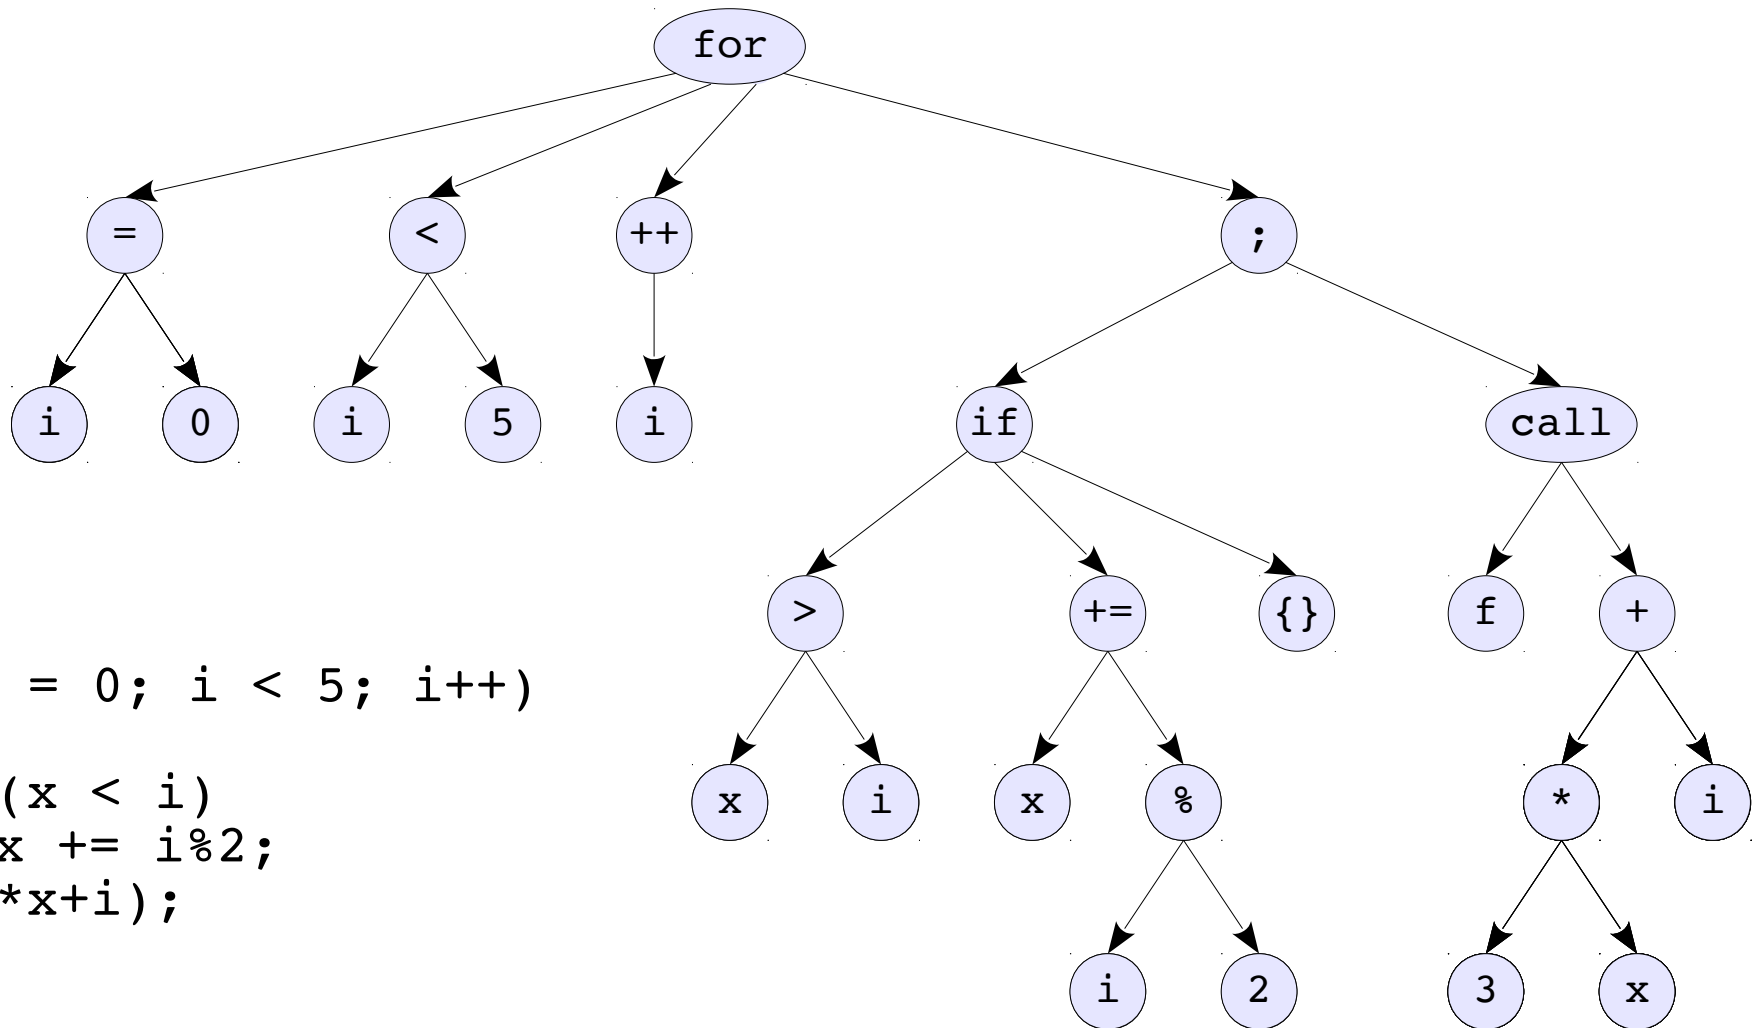 for
= < ++ ;
i 0 i 5 i if call
> += {} f +
= 0; i < 5; i++)
(x < i)
x i x % * i
x += i%2;
*x+i);
i 2 3 x